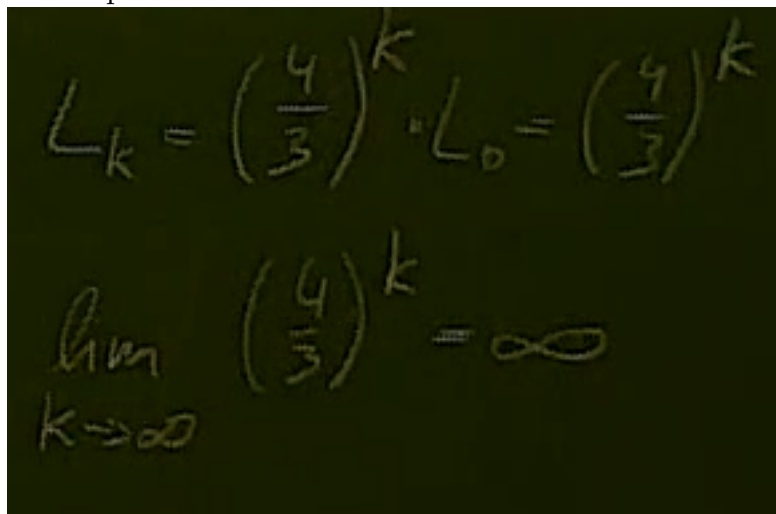 L_k = (4/3)^k · L_0 = (4/3)^k
lim (4/3)^k = ∞
k→∞